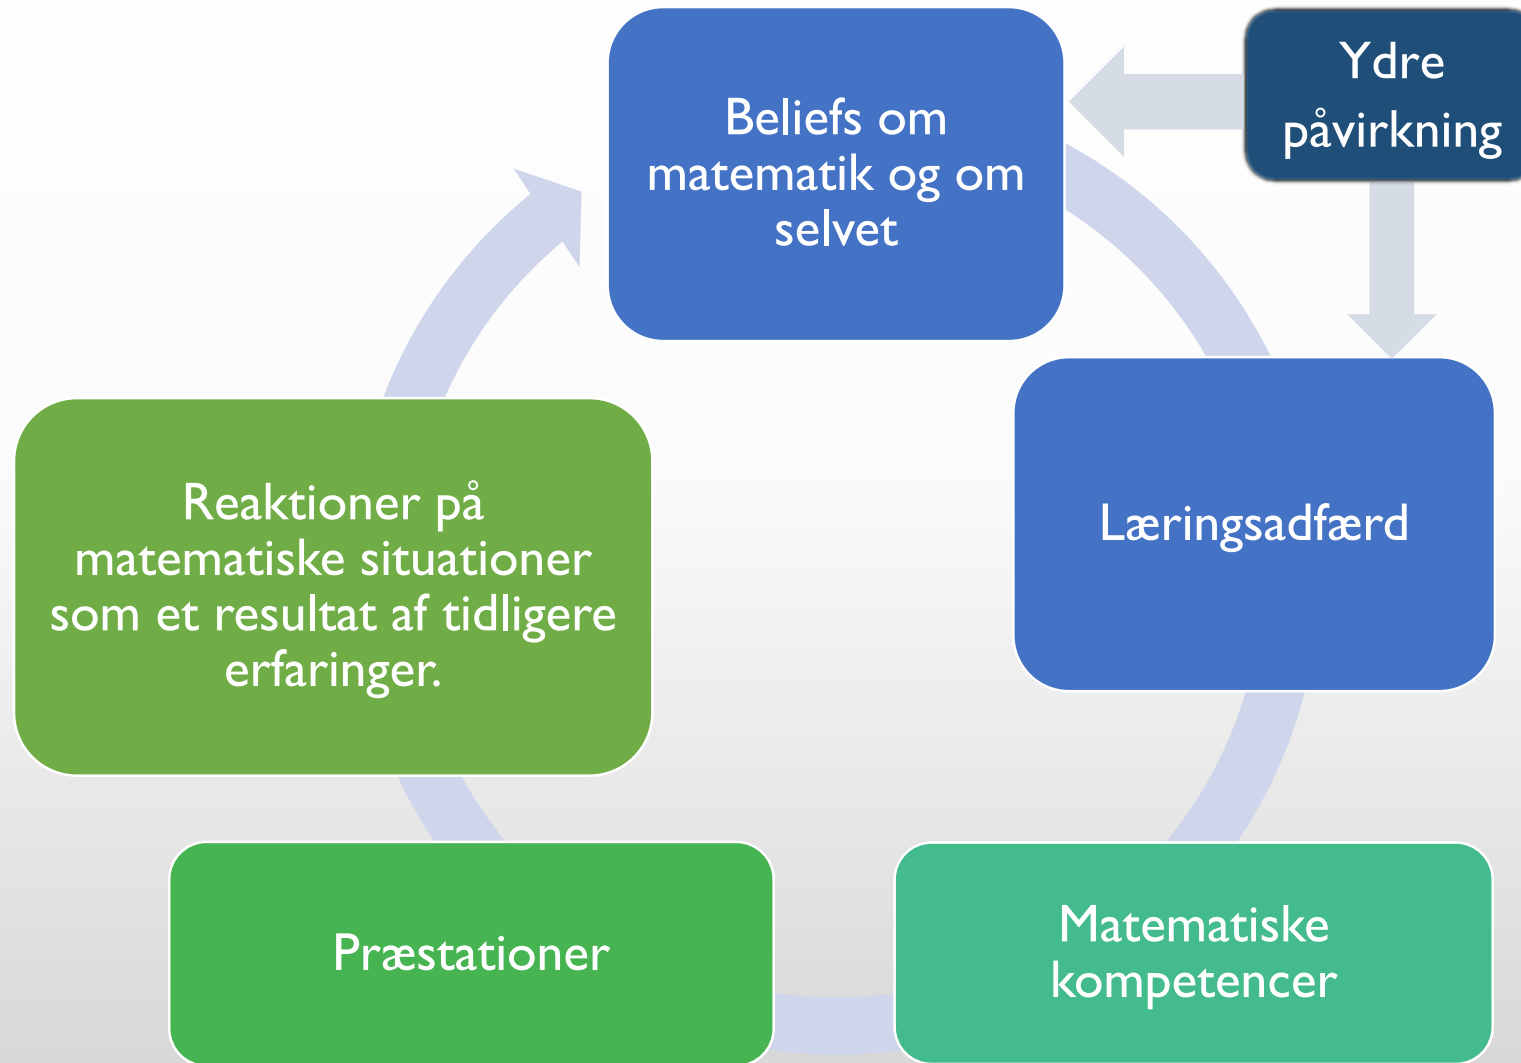 Beliefs om
matematik og om
selvet
Ydre
påvirkning
Læringsadfærd
Matematiske
kompetencer
Præstationer
Reaktioner på
matematiske situationer
som et resultat af tidligere
erfaringer.